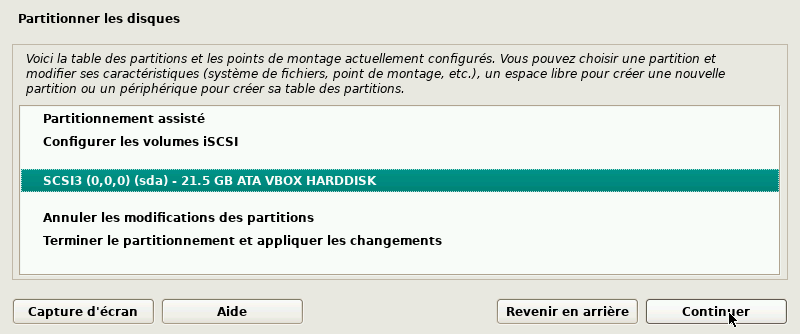 Partitionner les disques
Voici la table des partitions et les points de montage actuellement configurés. Vous pouvez choisir une partition et
modifier ses caractéristiques (système de fichiers, point de montage, etc.), un espace libre pour créer une nouvelle
partition ou un périphérique pour créer sa table des partitions.
Partitionnement assisté
Configurer les volumes iSCSI
SCSI3 (0,0,0) (sda) - 21.5 GB ATA VBOX HARDDISK
Annuler les modifications des partitions
Terminer le partitionnement et appliquer les changements
Capture d'écran Aide Revenir en arrière Continuer